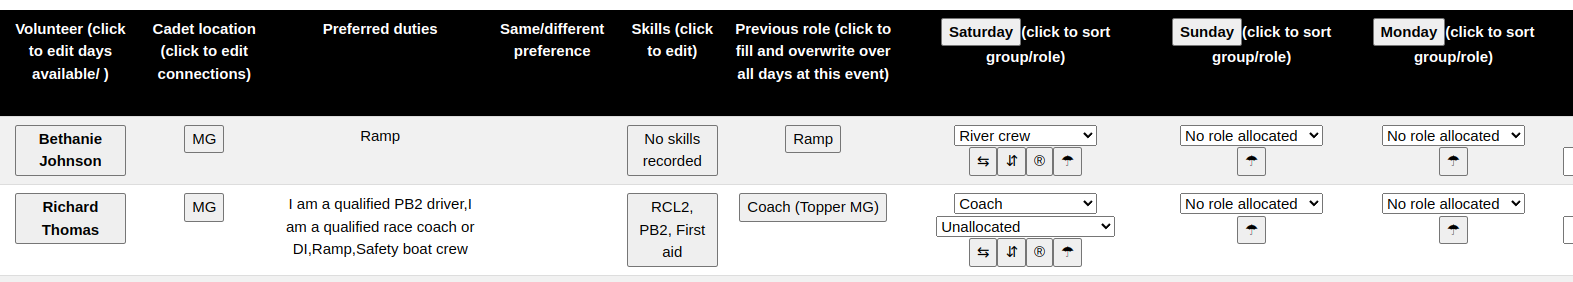 Volunteer (click to edit days available/ )
Cadet location (click to edit connections)
Preferred duties
Same/different preference
Skills (click to edit)
Previous role (click to fill and overwrite over all days at this event)
Saturday (click to sort group/role)
Sunday (click to sort group/role)
Monday (click to sort group/role)
Bethanie Johnson
MG
Ramp
No skills recorded
Ramp
River crew
⇆ ⇵ ® ☂
No role allocated
☂
No role allocated
☂
Richard Thomas
MG
I am a qualified PB2 driver,I am a qualified race coach or DI,Ramp,Safety boat crew
RCL2, PB2, First aid
Coach (Topper MG)
Coach
Unallocated
⇆ ⇵ ® ☂
No role allocated
☂
No role allocated
☂